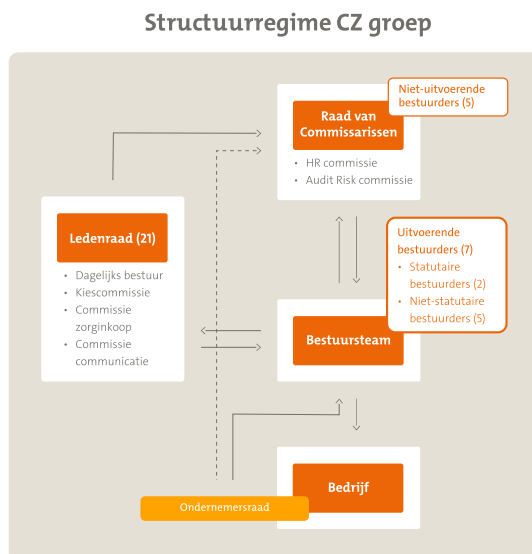 Structuurregime CZ groep
Niet-uitvoerende
bestuurders (5)
Raad van
Commissarissen
• HR commissie
• Audit Risk commissie
Ledenraad (21)
• Dagelijks bestuur
• Kiescommissie
• Commissie
zorginkoop
• Commissie
communicatie
Uitvoerende
bestuurders (7)
• Statutaire
bestuurders (2)
• Niet-statutaire
bestuurders (5)
Bestuursteam
Bedrijf
Ondernemersraad